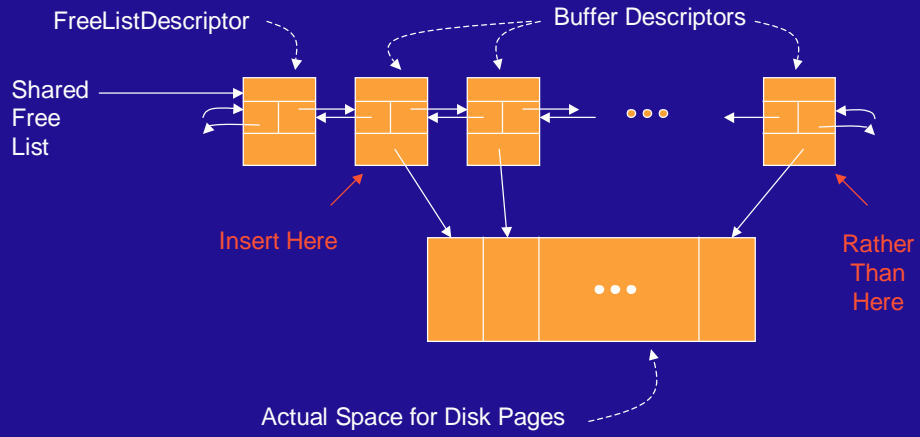 FreeListDescriptor
Buffer Descriptors
Shared
Free
List
Insert Here
Rather
Than
Here
Actual Space for Disk Pages